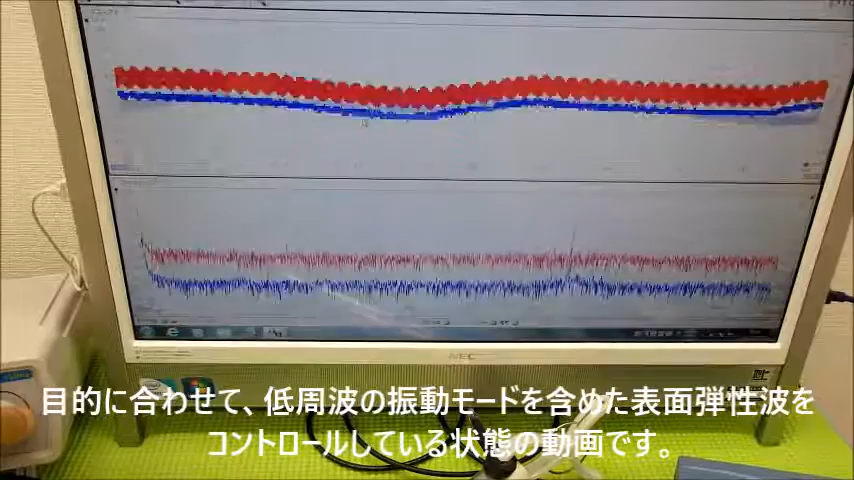 NEC
目的に合わせて、低周波の振動モードを含めた表面弾性波を
コントロールしている状態の動画です。